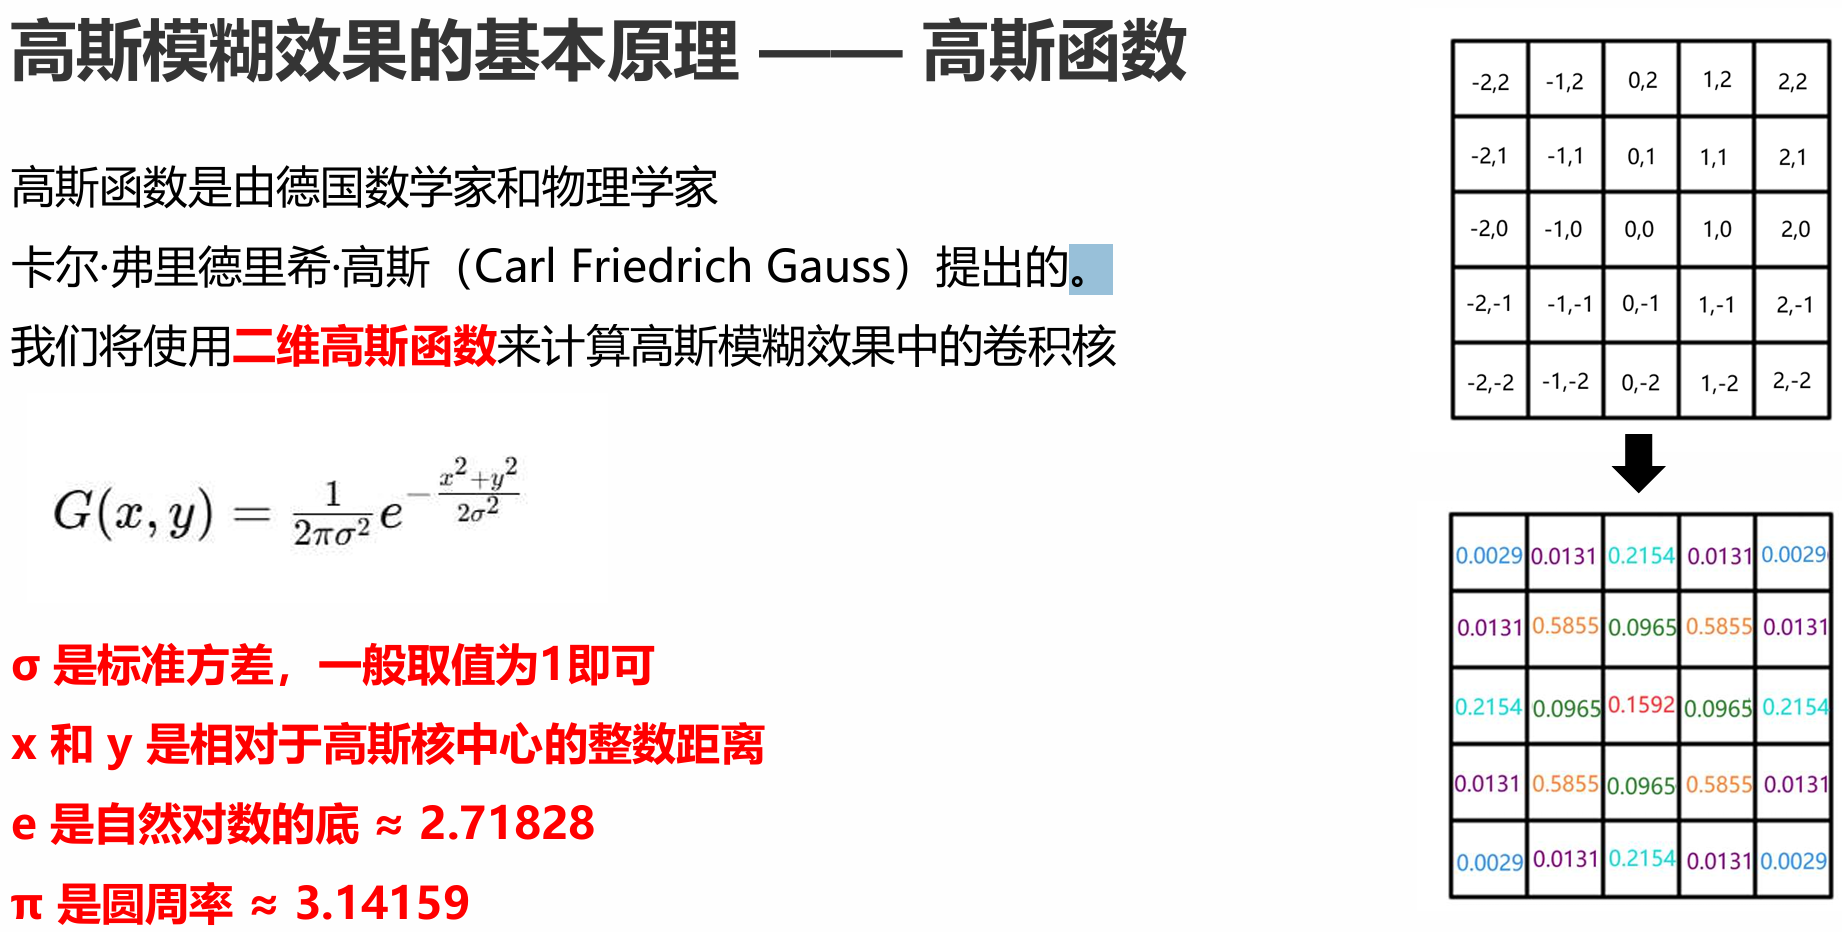 高斯模糊效果的基本原理 —— 高斯函数
高斯函数是由德国数学家和物理学家
卡尔·弗里德里希·高斯（Carl Friedrich Gauss）提出的。
我们将使用二维高斯函数来计算高斯模糊效果中的卷积核
G(x, y) = \frac{1}{2πσ^2} e^{-\frac{x^2+y^2}{2σ^2}}
σ 是标准方差，一般取值为1即可
x 和 y 是相对于高斯核中心的整数距离
e 是自然对数的底 ≈ 2.71828
π 是圆周率 ≈ 3.14159
-2,2 -1,2 0,2 1,2 2,2
-2,1 -1,1 0,1 1,1 2,1
-2,0 -1,0 0,0 1,0 2,0
-2,-1 -1,-1 0,-1 1,-1 2,-1
-2,-2 -1,-2 0,-2 1,-2 2,-2
0.0029 0.0131 0.2154 0.0131 0.0029
0.0131 0.5855 0.0965 0.5855 0.0131
0.2154 0.0965 0.1592 0.0965 0.2154
0.0131 0.5855 0.0965 0.5855 0.0131
0.0029 0.0131 0.2154 0.0131 0.0029